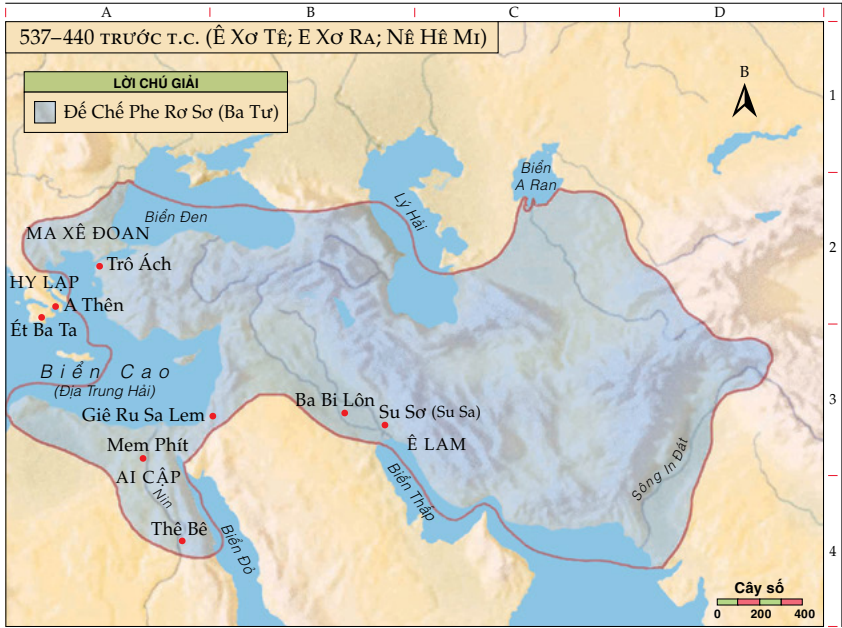 A B C D
537–440 TRƯỚC T.C. (Ê XƠ TÊ; E XƠ RA; NÊ HÊ MI)
LỜI CHÚ GIẢI
Đế Chế Phe Rơ Sơ (Ba Tư)
B
1
Biển
A Ran
Lý Hải
Biển Đen
MA XÊ ĐOAN
2
Trô Ách
HY LẠP
A Thên
Ét Ba Ta
Biển Cao
(Địa Trung Hải)
3
Ba Bi Lôn
Su Sơ (Su Sa)
Giê Ru Sa Lem
Ê LAM
Mem Phít
AI CẬP
Nin
Biển Thấp
Sông In Đát
Thê Bê
Biển Đỏ
4
Cây số
0 200 400